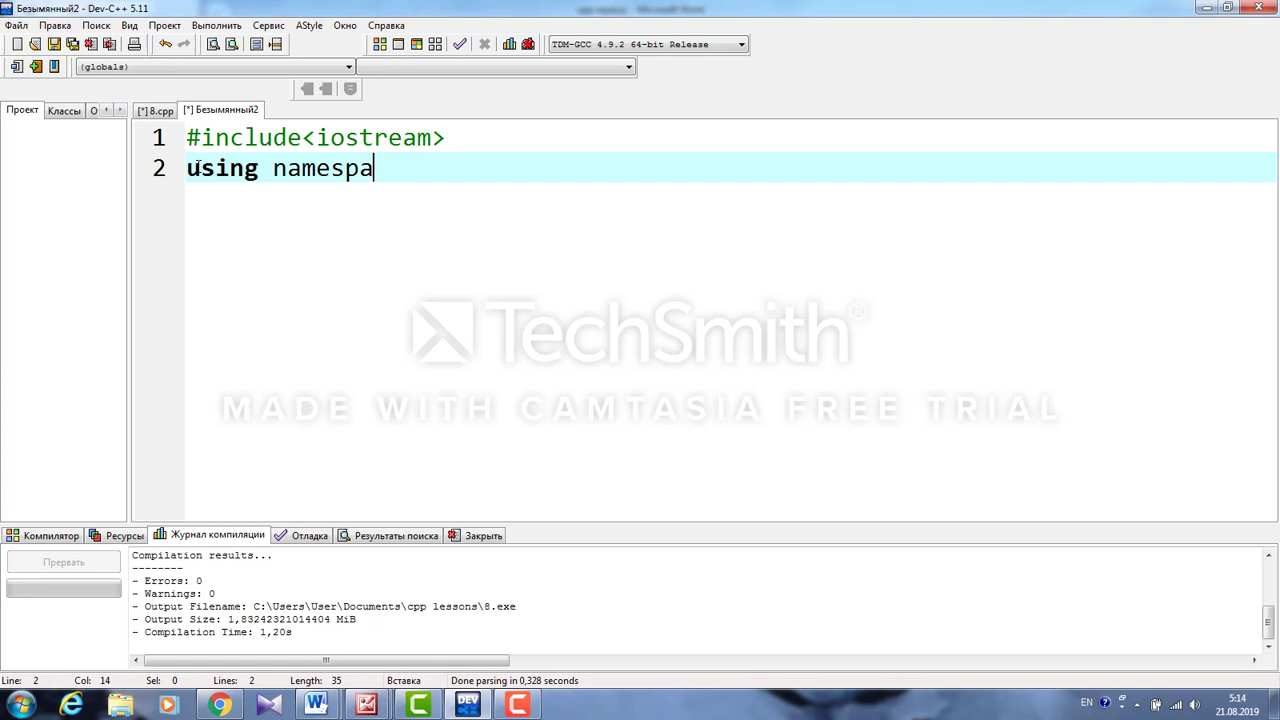 Безымянный2 - Dev-C++ 5.11
Файл Правка Поиск Вид Проект Выполнить Сервис AStyle Окно Справка
TDM-GCC 4.9.2 64-bit Release
(globals)
Проект Классы О [*] 8.cpp [*] Безымянный2
1 #include<iostream>
2 using namespa
TechSmith®
MADE WITH CAMTASIA FREE TRIAL
Компилятор Ресурсы Журнал компиляции Отладка Результаты поиска Закрыть
Прервать
Compilation results...
--------
- Errors: 0
- Warnings: 0
- Output Filename: C:\Users\User\Documents\cpp lessons\8.exe
- Output Size: 1,83242321014404 MiB
- Compilation Time: 1,20s
Line: 2 Col: 14 Sel: 0 Lines: 2 Length: 35 Вставка Done parsing in 0,328 seconds
EN 5:14
21.08.2019